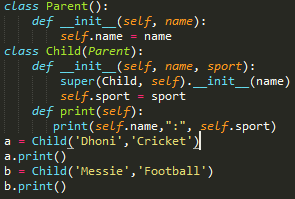 class Parent():
    def __init__(self, name):
        self.name = name
class Child(Parent):
    def __init__(self, name, sport):
        super(Child, self).__init__(name)
        self.sport = sport
    def print(self):
        print(self.name,":", self.sport)
a = Child('Dhoni','Cricket')
a.print()
b = Child('Messie','Football')
b.print()